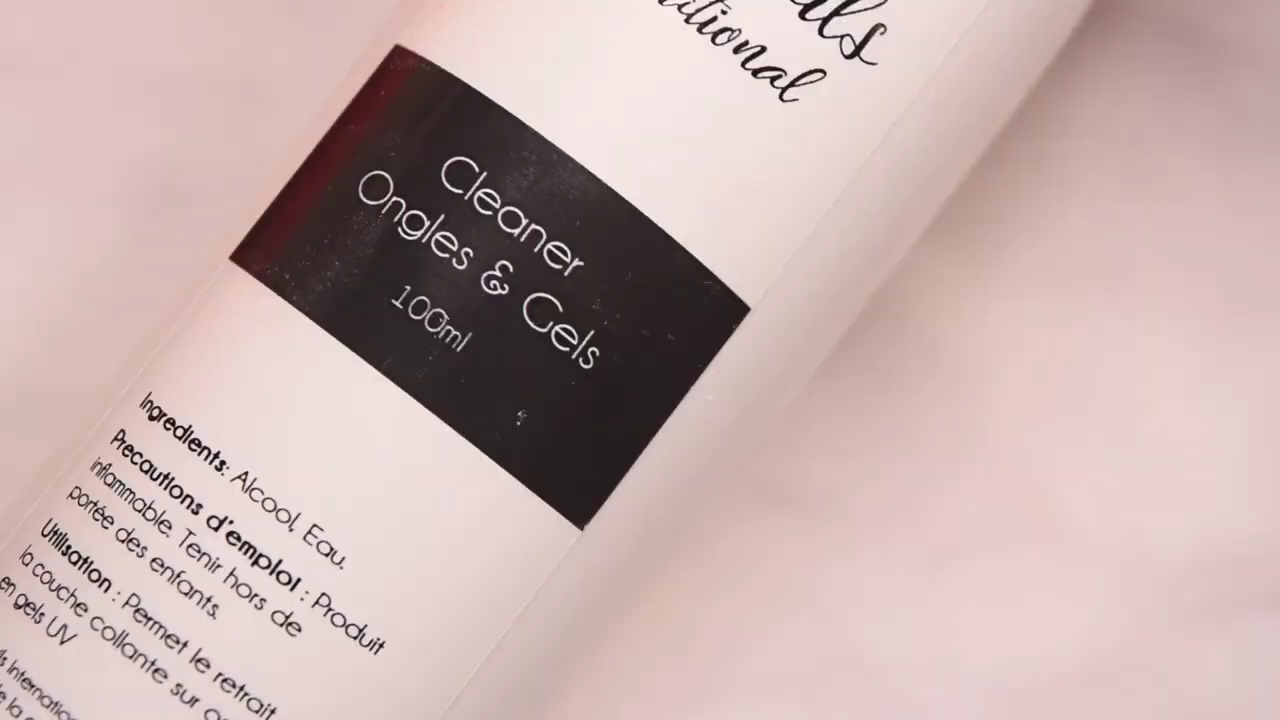 Cleaner
Ongles & Gels
100ml
Ingredients: Alcool, Eau.
Precautions d'emploi : Produit
inflammable. Tenir hors de
portée des enfants.
Utilisation : Permet le retrait
la couche collante sur
en gels UV